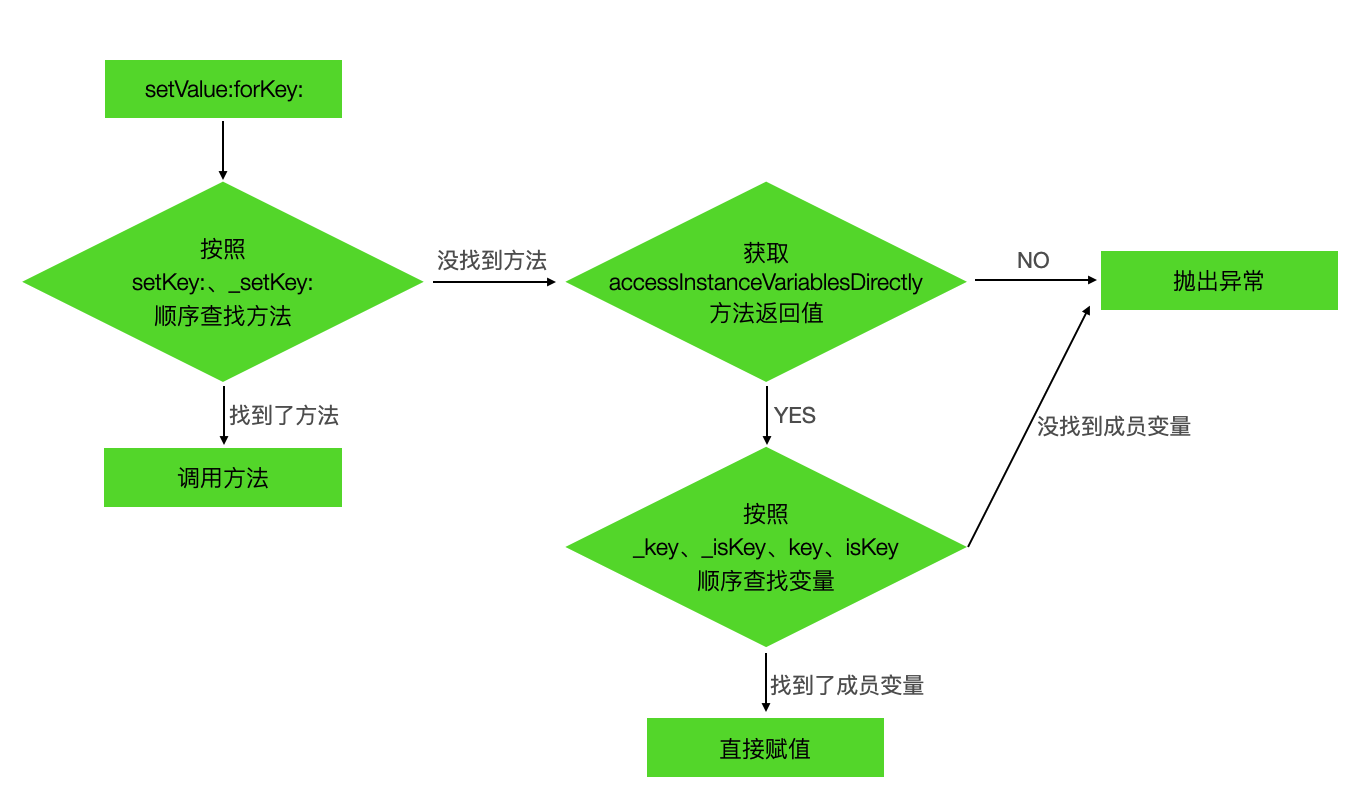 setValue:forKey:
按照
setKey:、_setKey:
顺序查找方法
没找到方法
获取
accessInstanceVariablesDirectly
方法返回值
NO
抛出异常
找到了方法
调用方法
YES
没找到成员变量
按照
_key、_isKey、key、isKey
顺序查找变量
找到了成员变量
直接赋值